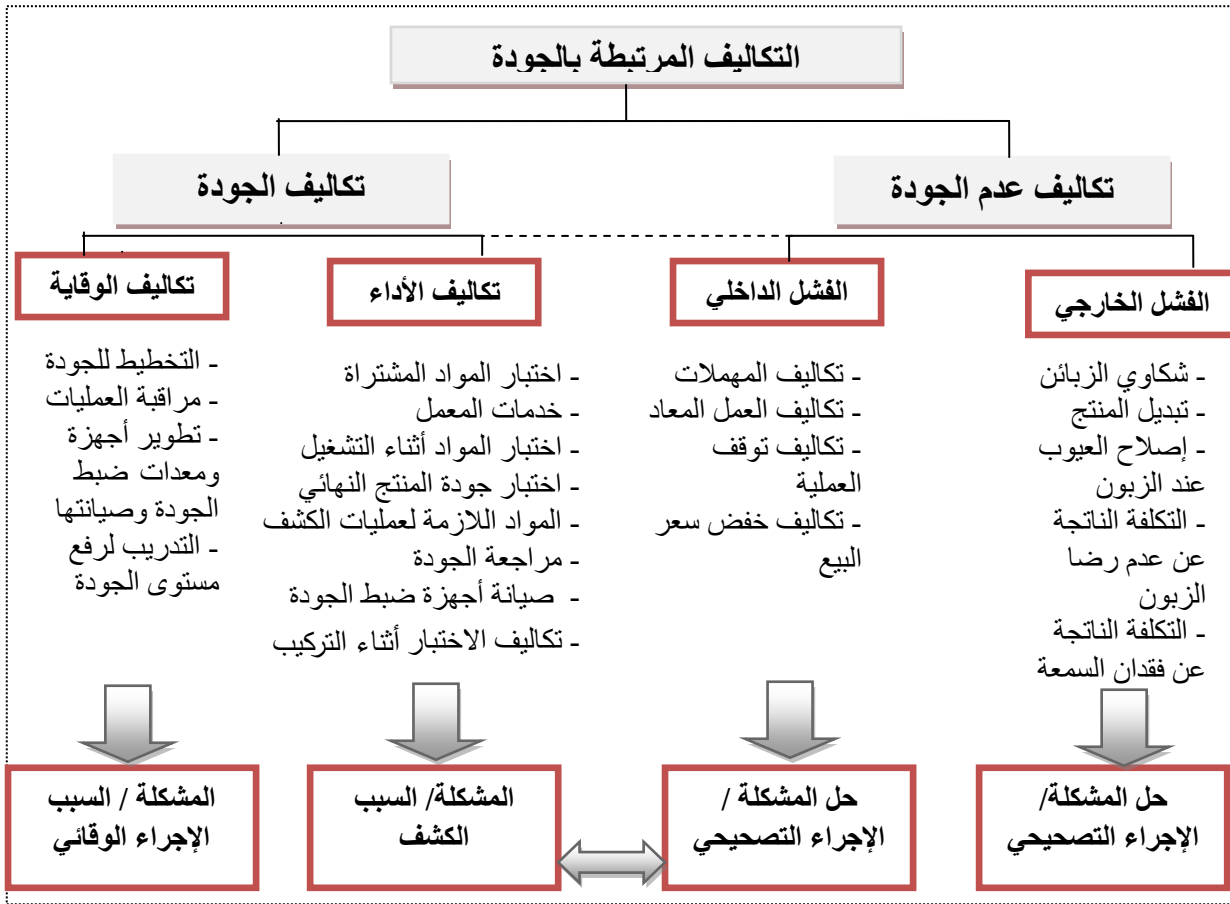 التكاليف المرتبطة بالجودة
تكاليف عدم الجودة
تكاليف الجودة
الفشل الخارجي
- شكاوي الزبائن
- تبديل المنتج
- إصلاح العيوب
عند الزبون
- التكلفة الناتجة
عن عدم رضا
الزبون
- التكلفة الناتجة
عن فقدان السمعة
حل المشكلة/
الإجراء التصحيحي
الفشل الداخلي
- تكاليف المهملات
- تكاليف العمل المعاد
- تكاليف توقف
العملية
- تكاليف خفض سعر
البيع
حل المشكلة /
الإجراء التصحيحي
تكاليف الأداء
- اختبار المواد المشتراة
- خدمات المعمل
- اختبار المواد أثناء التشغيل
- اختبار جودة المنتج النهائي
- المواد اللازمة لعمليات الكشف
- مراجعة الجودة
- صيانة أجهزة ضبط الجودة
- تكاليف الاختبار أثناء التركيب
المشكلة/ السبب
الكشف
تكاليف الوقاية
- التخطيط للجودة
- مراقبة العمليات
- تطوير أجهزة
ومعدات ضبط
الجودة وصيانتها
- التدريب لرفع
مستوى الجودة
المشكلة / السبب
الإجراء الوقائي